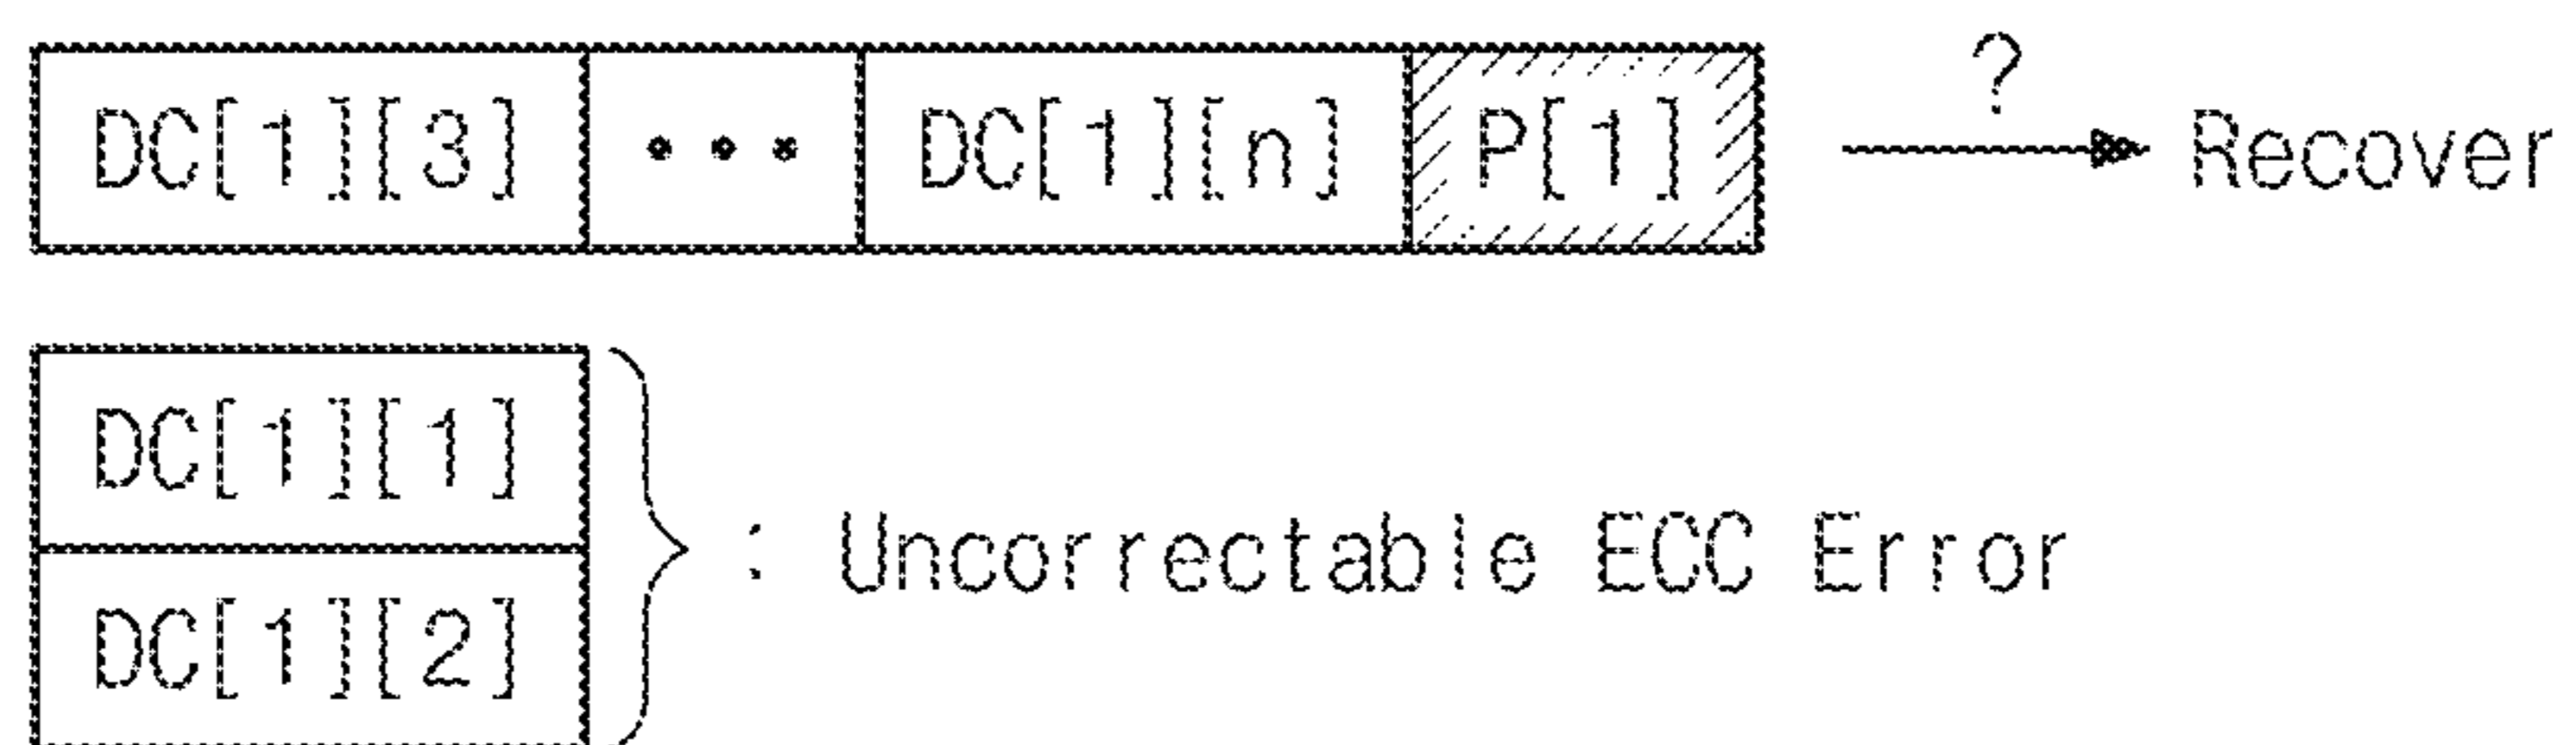 DC[1][3] ••• DC[1][n] P[1] ? Recover
DC[1][1]
: Uncorrectable ECC Error
DC[1][2]